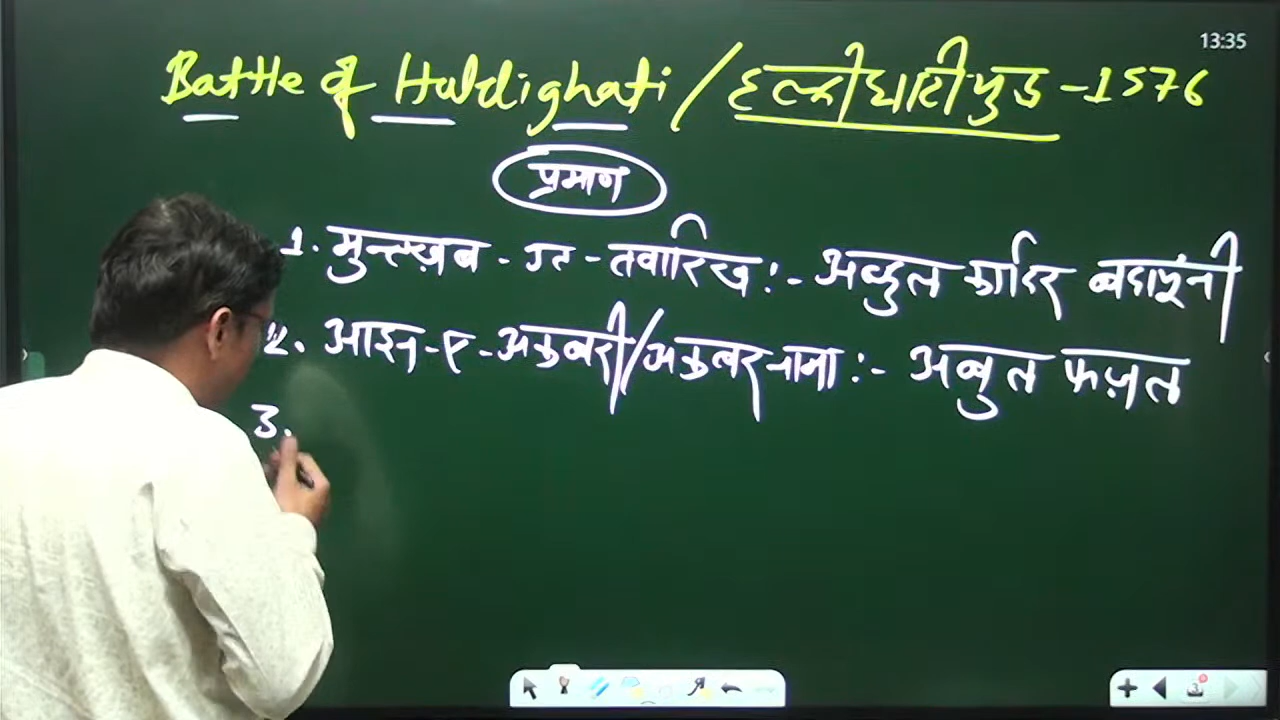 13:35
Battle of Haldighati / हल्दीघाटी युद्ध - 1576
प्रमाण
1. मुन्तख़ब - उत - तवारिख :- अब्दुल कादिर बदायूंनी
2. आइन - ए - अकबरी / अकबरनामा :- अबुल फज़ल
3.